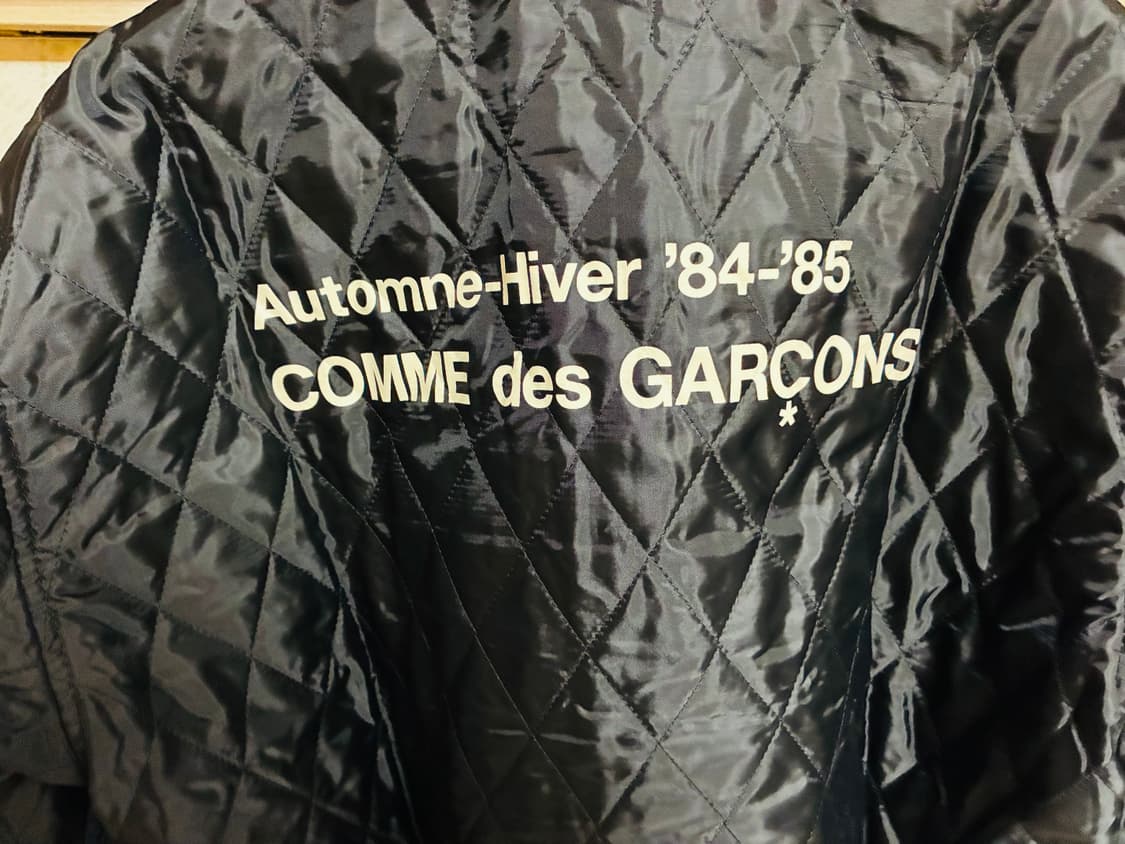 Automne-Hiver '84-'85
COMME des GARÇONS
*